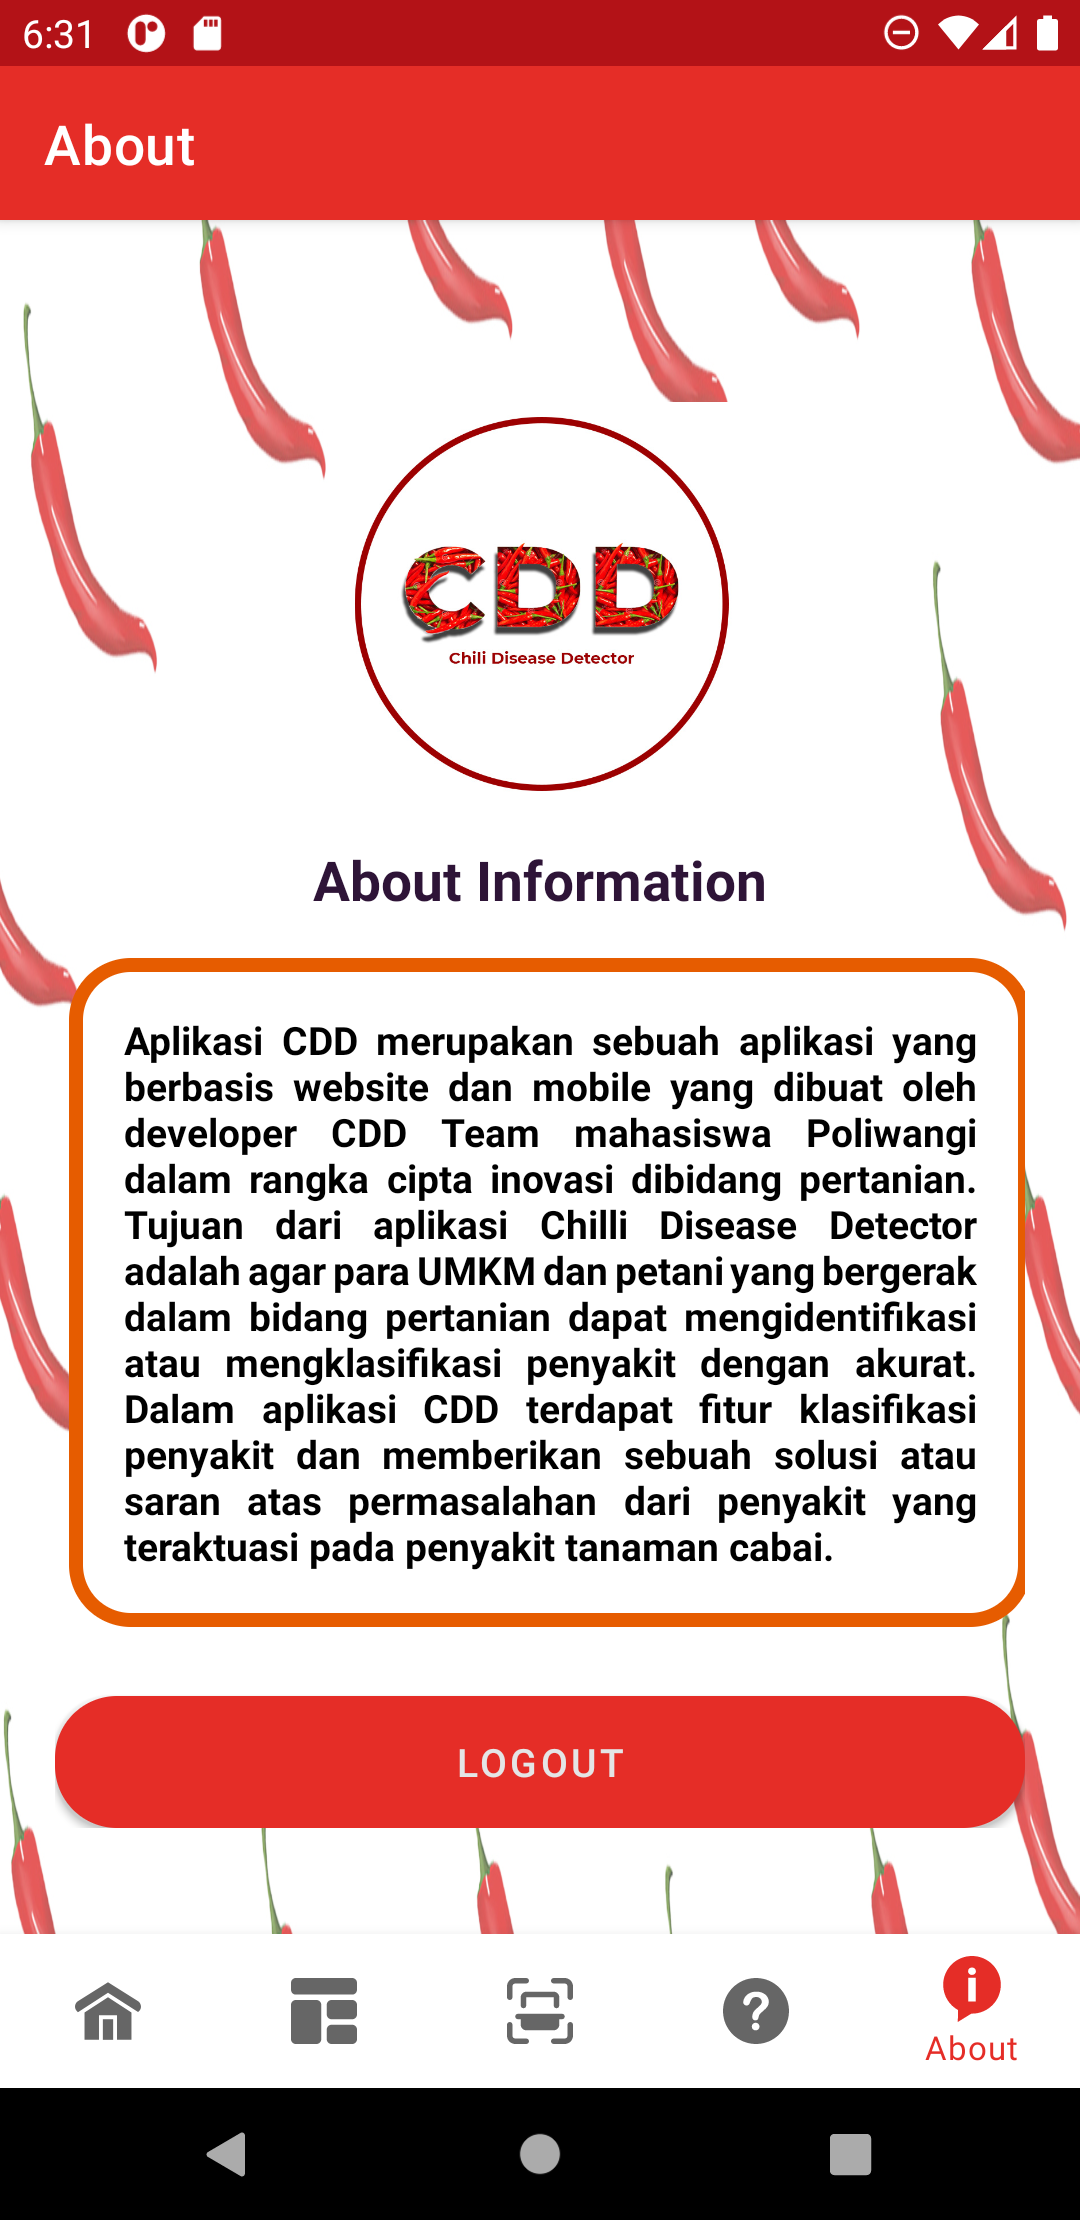 6:31
About
CDD
Chili Disease Detector
About Information
Aplikasi CDD merupakan sebuah aplikasi yang
berbasis website dan mobile yang dibuat oleh
developer CDD Team mahasiswa Poliwangi
dalam rangka cipta inovasi dibidang pertanian.
Tujuan dari aplikasi Chilli Disease Detector
adalah agar para UMKM dan petani yang bergerak
dalam bidang pertanian dapat mengidentifikasi
atau mengklasifikasi penyakit dengan akurat.
Dalam aplikasi CDD terdapat fitur klasifikasi
penyakit dan memberikan sebuah solusi atau
saran atas permasalahan dari penyakit yang
teraktuasi pada penyakit tanaman cabai.
LOGOUT
About